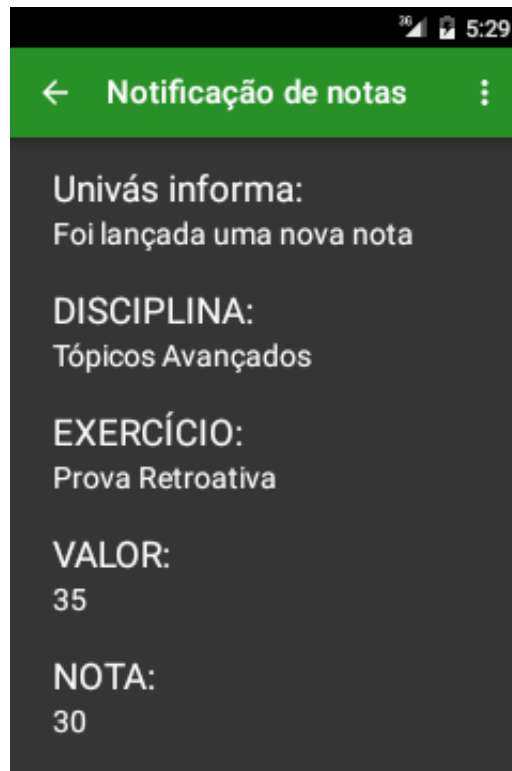 3G 5:29
Notificação de notas
Univás informa:
Foi lançada uma nova nota
DISCIPLINA:
Tópicos Avançados
EXERCÍCIO:
Prova Retroativa
VALOR:
35
NOTA:
30